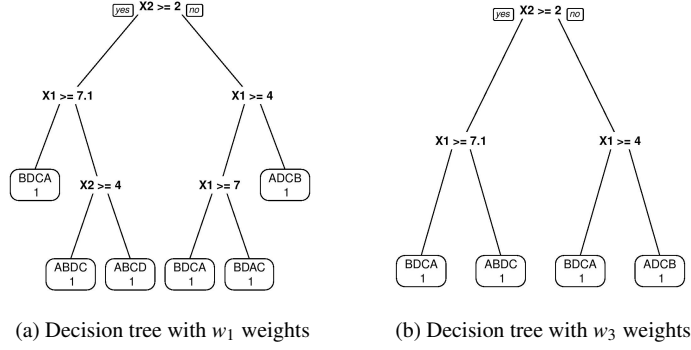 yes X2 >= 2 no
X1 >= 7.1
X1 >= 4
BDCA
1
X2 >= 4
X1 >= 7
ADCB
1
ABDC
1
ABCD
1
BDCA
1
BDAC
1
(a) Decision tree with w1 weights
yes X2 >= 2 no
X1 >= 7.1
X1 >= 4
BDCA
1
ABDC
1
BDCA
1
ADCB
1
(b) Decision tree with w3 weights